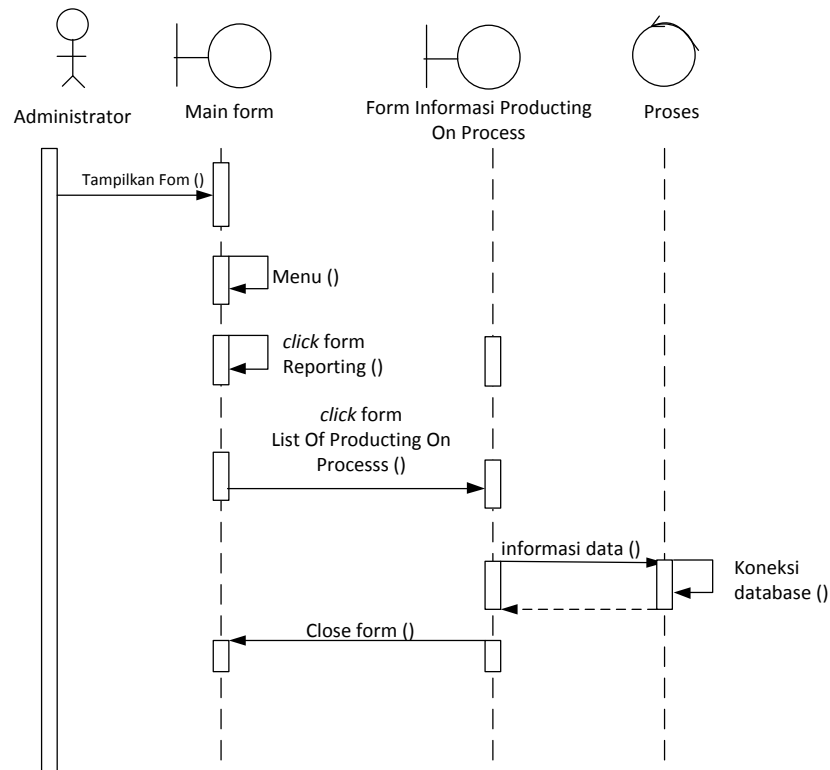 Administrator
Main form
Form Informasi Producting
On Process
Proses
Tampilkan Fom ()
Menu ()
click form
Reporting ()
click form
List Of Producting On
Processs ()
informasi data ()
Koneksi
database ()
Close form ()